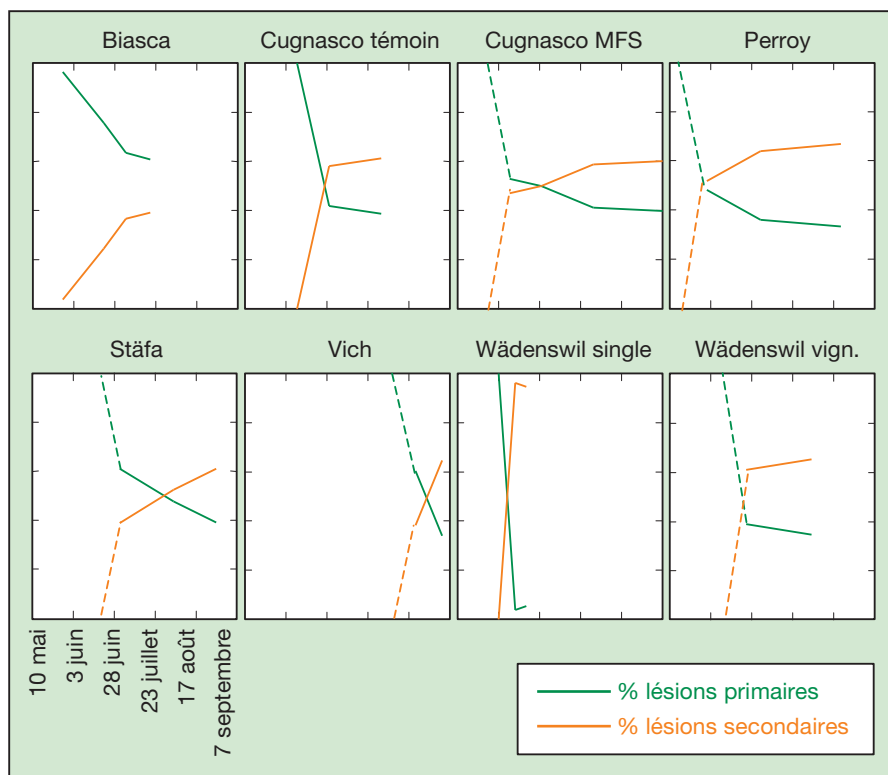 Biasca
Cugnasco témoin
Cugnasco MFS
Perroy
Stäfa
Vich
Wädenswil single
Wädenswil vign.
10 mai
3 juin
28 juin
23 juillet
17 août
7 septembre
% lésions primaires
% lésions secondaires